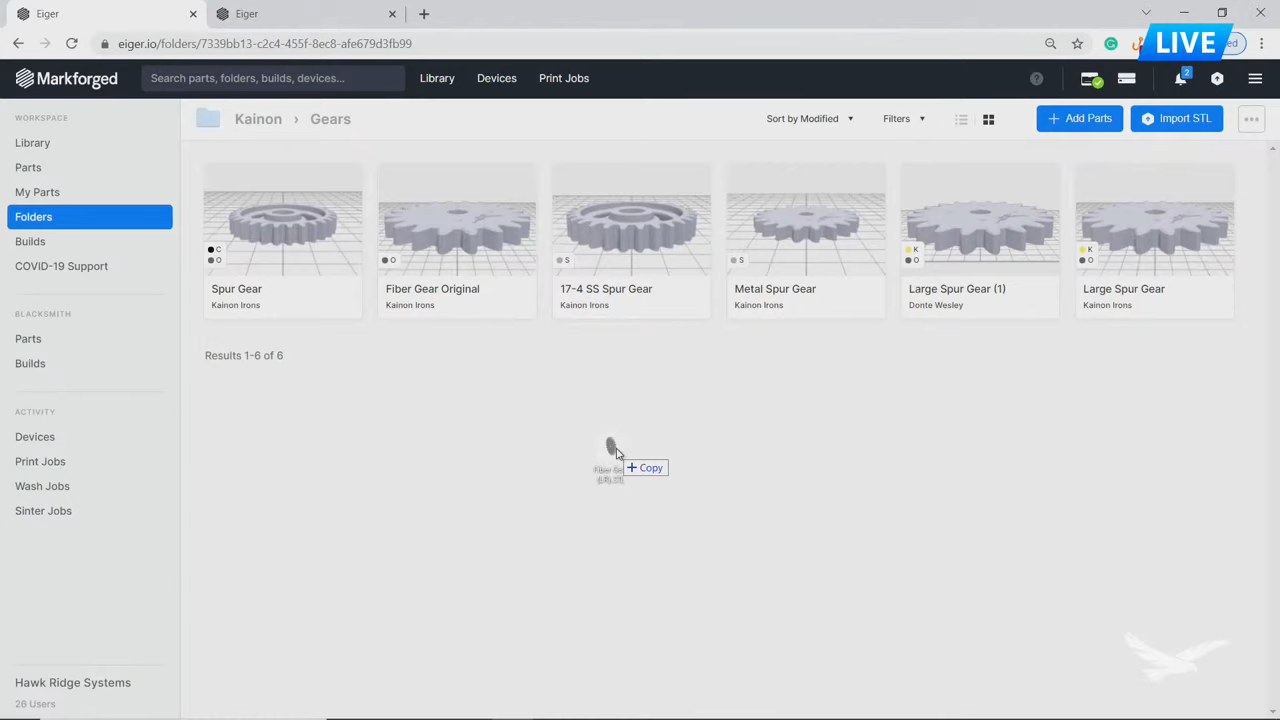 Eiger
Eiger
LIVE
eiger.io/folders/7339bb13-c2c4-455f-8ec8-afe679d3fb99
Markforged
Search parts, folders, builds, devices...
Library
Devices
Print Jobs
2
WORKSPACE
Library
Parts
My Parts
Folders
Builds
COVID-19 Support
BLACKSMITH
Parts
Builds
ACTIVITY
Devices
Print Jobs
Wash Jobs
Sinter Jobs
Hawk Ridge Systems
26 Users
Kainon › Gears
Sort by Modified
Filters
+ Add Parts
Import STL
C
O
Spur Gear
Kainon Irons
O
Fiber Gear Original
Kainon Irons
S
17-4 SS Spur Gear
Kainon Irons
S
Metal Spur Gear
Kainon Irons
K
O
Large Spur Gear (1)
Donte Wesley
K
O
Large Spur Gear
Kainon Irons
Results 1-6 of 6
+ Copy